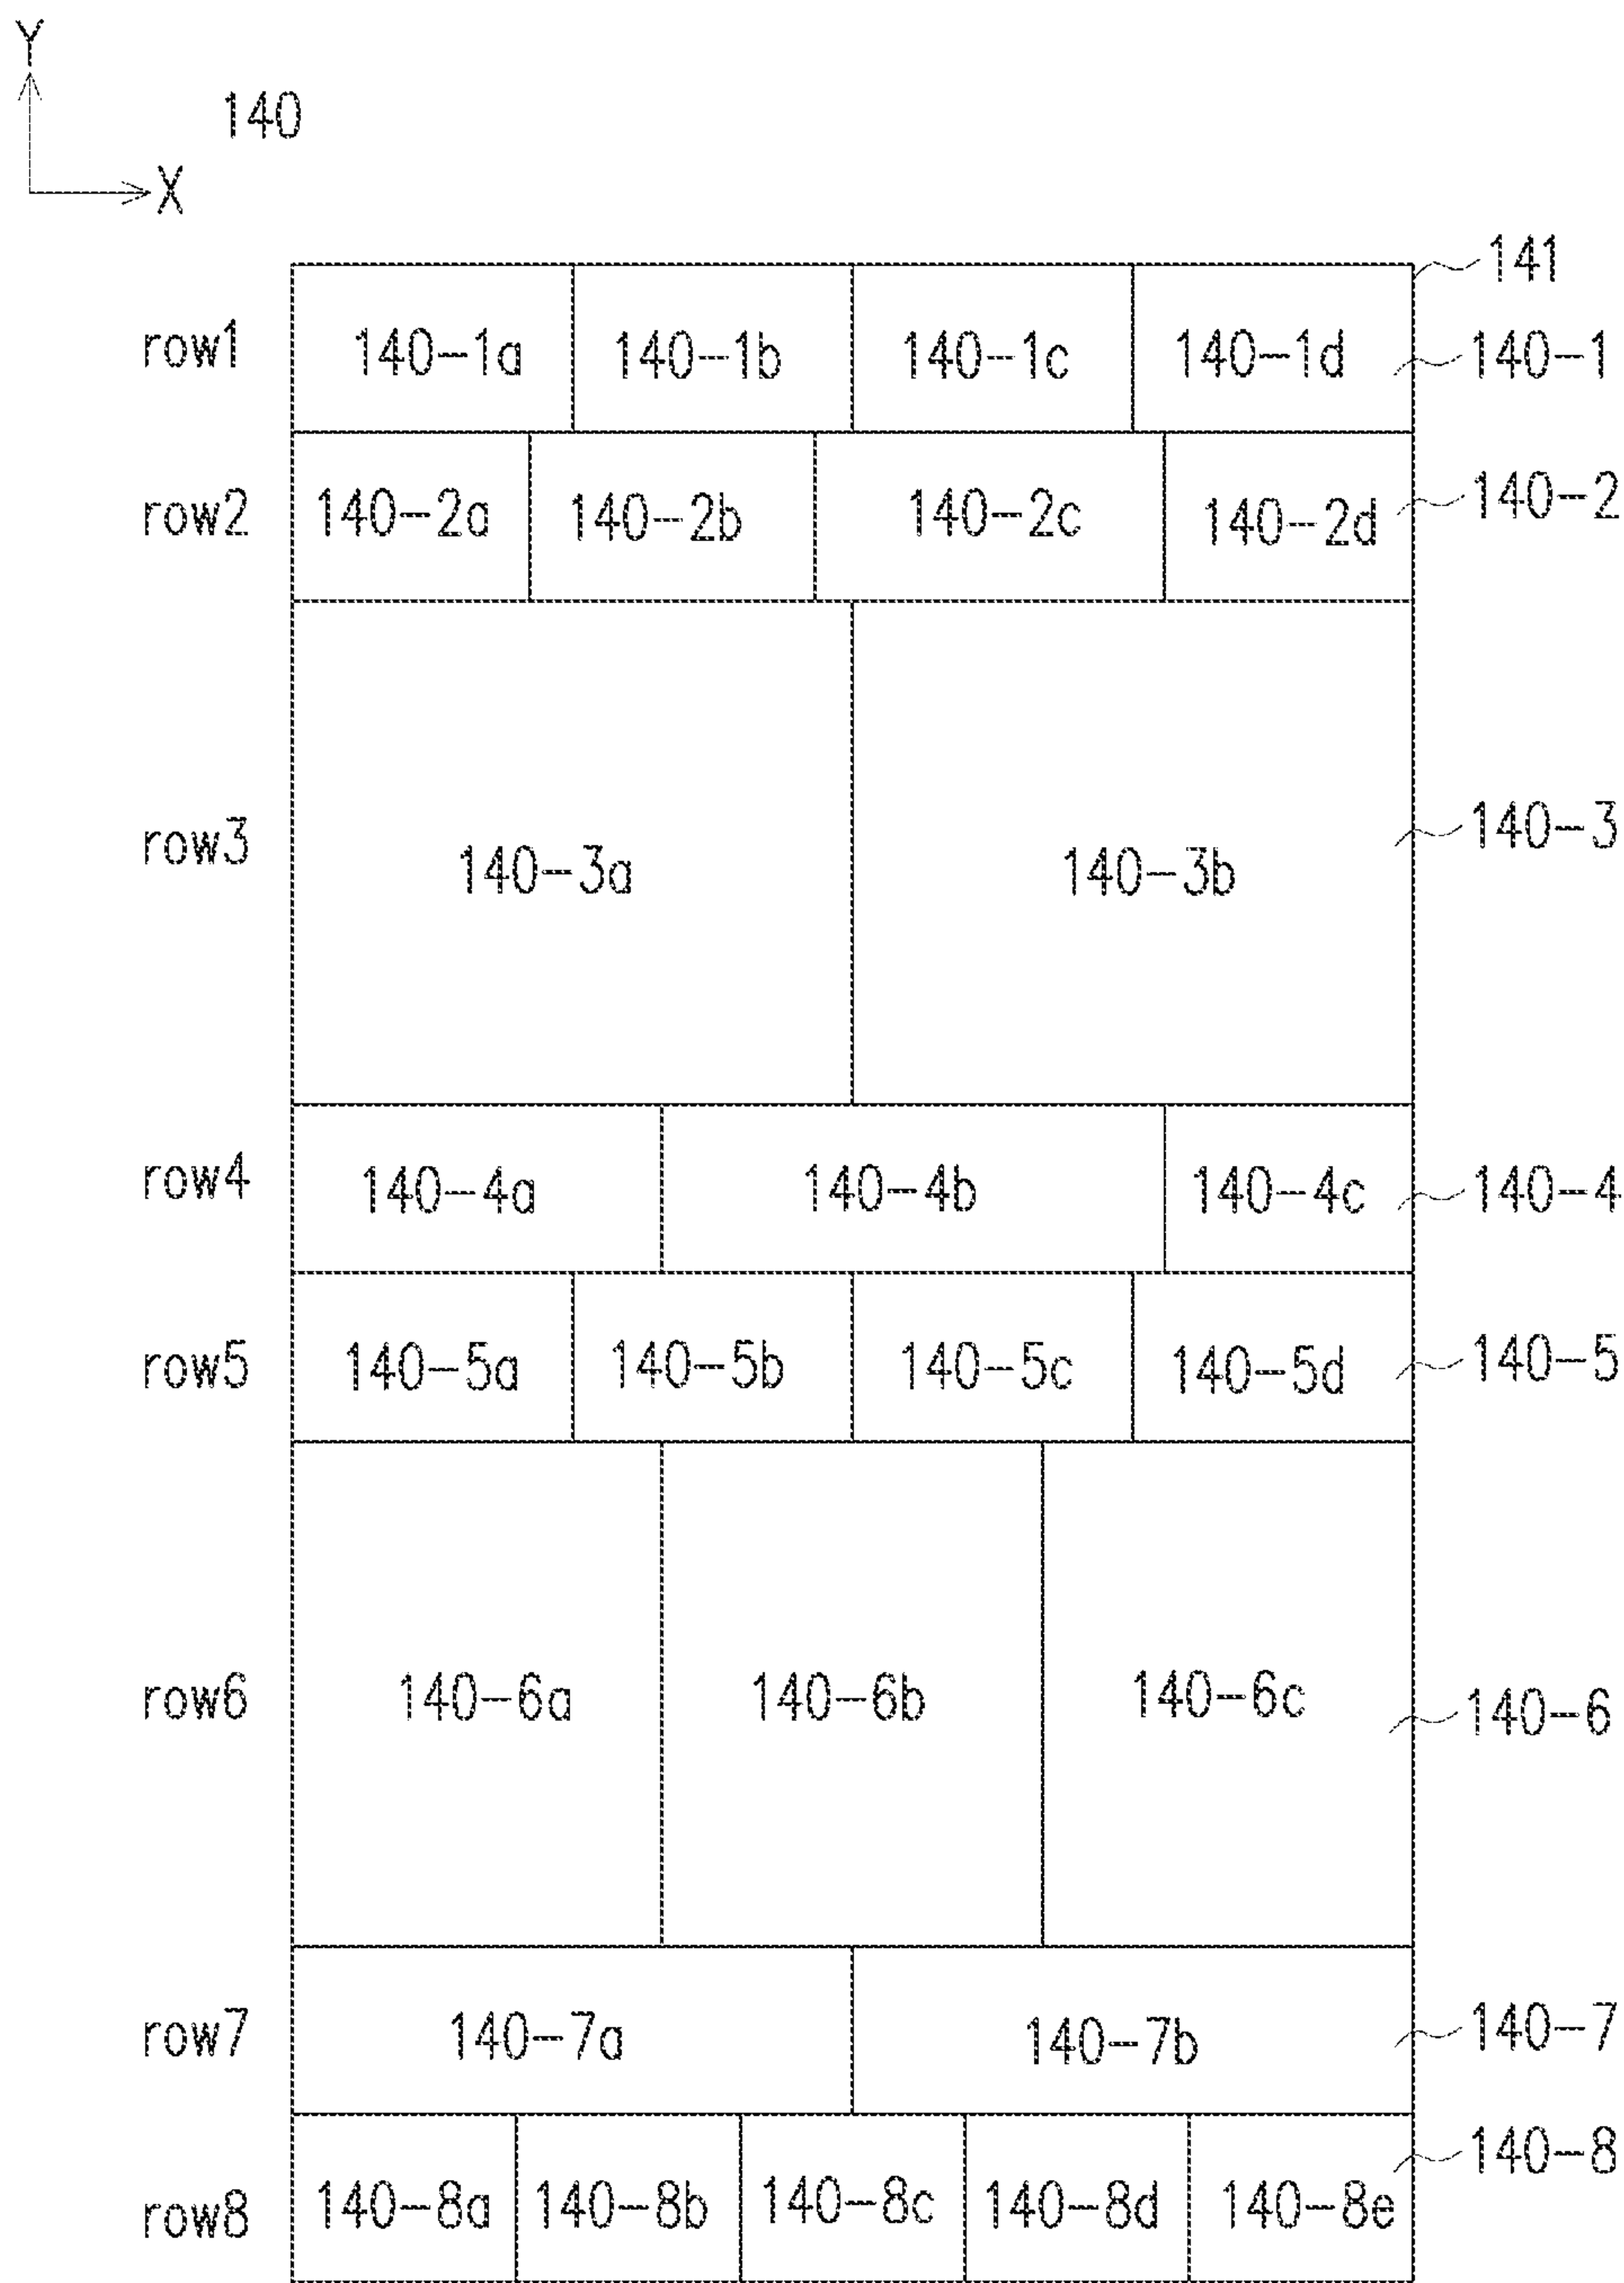 Y
140
X
141
row1 140-1a 140-1b 140-1c 140-1d 140-1
row2 140-2a 140-2b 140-2c 140-2d 140-2
row3 140-3a 140-3b 140-3
row4 140-4a 140-4b 140-4c 140-4
row5 140-5a 140-5b 140-5c 140-5d 140-5
row6 140-6a 140-6b 140-6c 140-6
row7 140-7a 140-7b 140-7
row8 140-8a 140-8b 140-8c 140-8d 140-8e 140-8